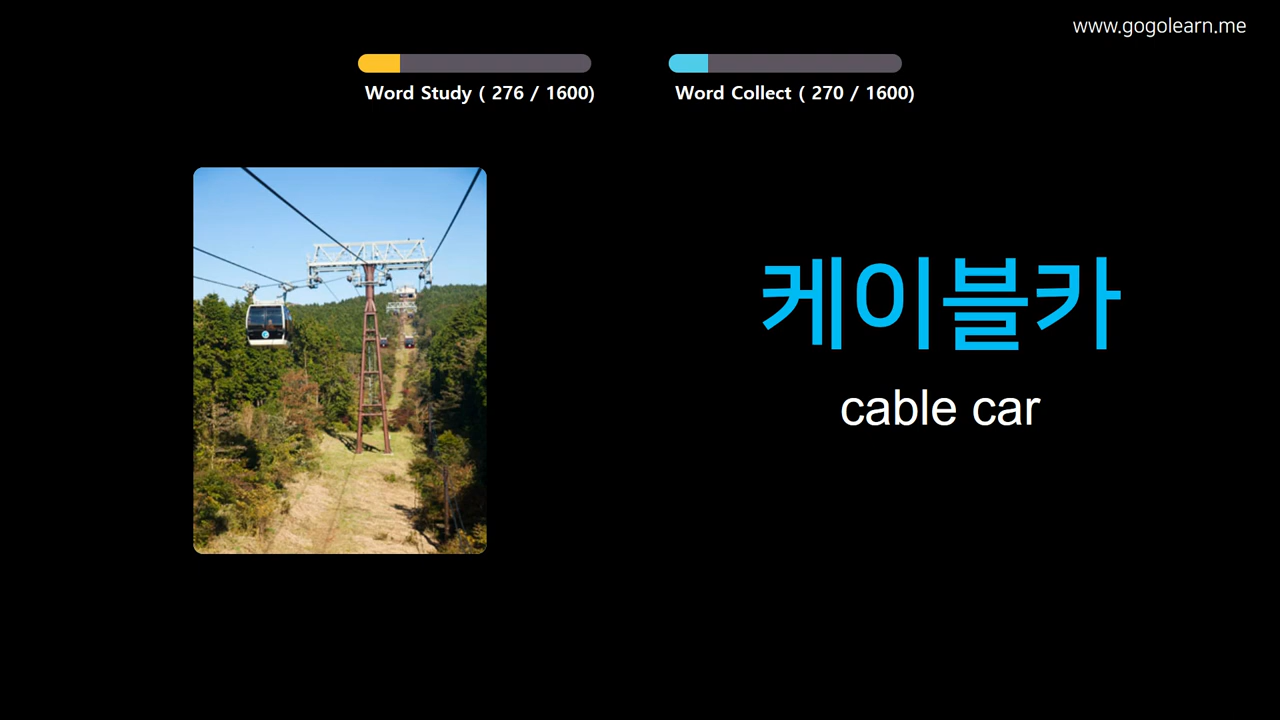 www.gogolearn.me
Word Study ( 276 / 1600)
Word Collect ( 270 / 1600)
케이블카
cable car